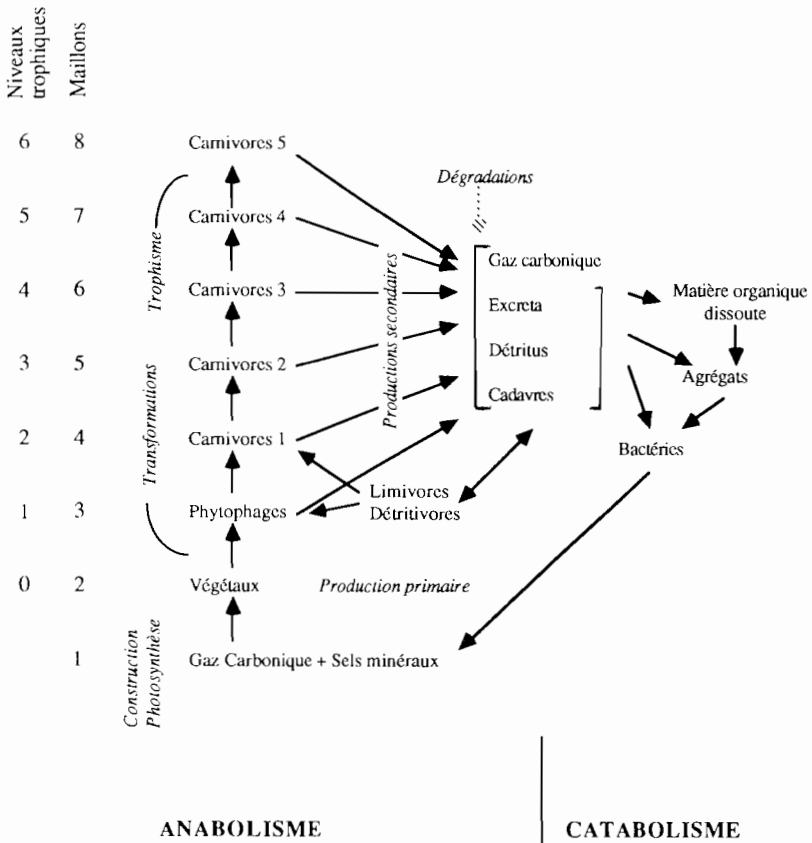 Niveaux
trophiques
Maillons
6 8 Carnivores 5
Dégradations
5 7 Carnivores 4
Trophisme
Gaz carbonique
4 6 Carnivores 3
Productions secondaires
Excreta
Matière organique
dissoute
3 5 Carnivores 2
Détritus
Agrégats
Transformations
Cadavres
2 4 Carnivores 1
Bactéries
Limivores
Détritivores
1 3 Phytophages
0 2 Végétaux
Production primaire
Construction
Photosynthèse
1 Gaz Carbonique + Sels minéraux
ANABOLISME
CATABOLISME